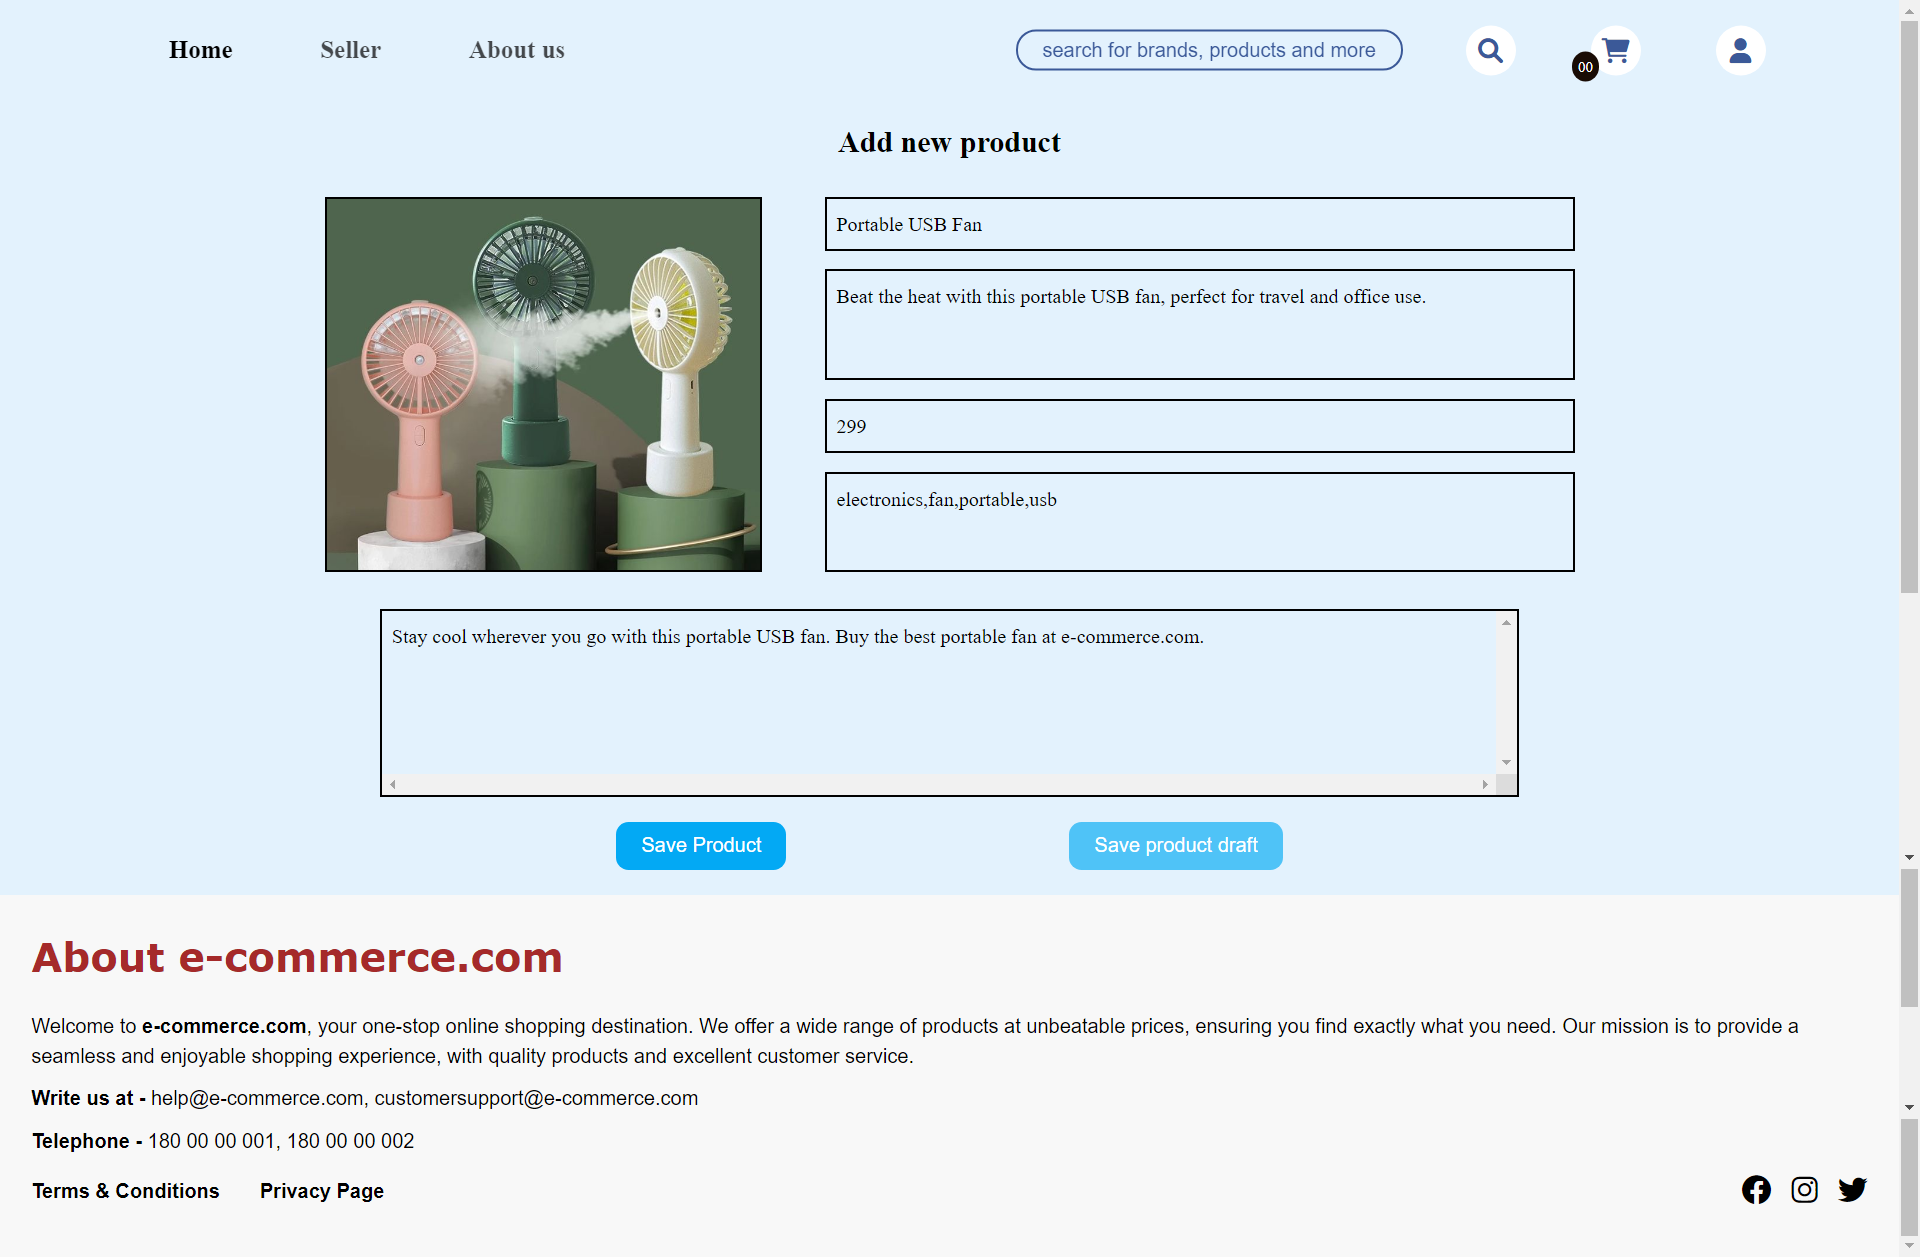 Home Seller About us search for brands, products and more 00
Add new product
Portable USB Fan
Beat the heat with this portable USB fan, perfect for travel and office use.
299
electronics,fan,portable,usb
Stay cool wherever you go with this portable USB fan. Buy the best portable fan at e-commerce.com.
Save Product Save product draft
About e-commerce.com
Welcome to e-commerce.com, your one-stop online shopping destination. We offer a wide range of products at unbeatable prices, ensuring you find exactly what you need. Our mission is to provide a
seamless and enjoyable shopping experience, with quality products and excellent customer service.
Write us at - help@e-commerce.com, customersupport@e-commerce.com
Telephone - 180 00 00 001, 180 00 00 002
Terms & Conditions Privacy Page